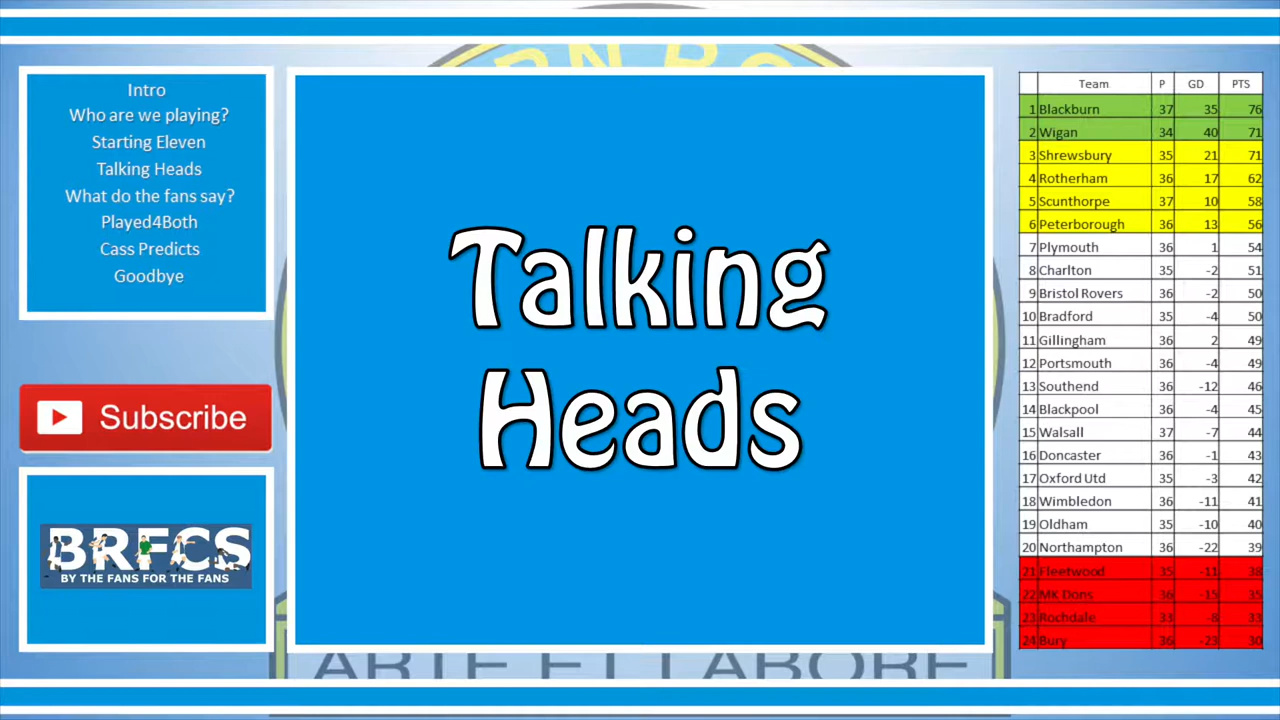 RN RO
Intro
Who are we playing?
Starting Eleven
Talking Heads
What do the fans say?
Played4Both
Cass Predicts
Goodbye
Subscribe
BRFCS
BY THE FANS FOR THE FANS
Talking
Heads
Team P GD PTS
1 Blackburn 37 35 76
2 Wigan 34 40 71
3 Shrewsbury 35 21 71
4 Rotherham 36 17 62
5 Scunthorpe 37 10 58
6 Peterborough 36 13 56
7 Plymouth 36 1 54
8 Charlton 35 -2 51
9 Bristol Rovers 36 -2 50
10 Bradford 35 -4 50
11 Gillingham 36 2 49
12 Portsmouth 36 -4 49
13 Southend 36 -12 46
14 Blackpool 36 -4 45
15 Walsall 37 -7 44
16 Doncaster 36 -1 43
17 Oxford Utd 35 -3 42
18 Wimbledon 36 -11 41
19 Oldham 35 -10 40
20 Northampton 36 -22 39
21 Fleetwood 35 -11 38
22 MK Dons 36 -15 35
23 Rochdale 33 -8 33
24 Bury 36 -23 30
ARTE ET LABORE